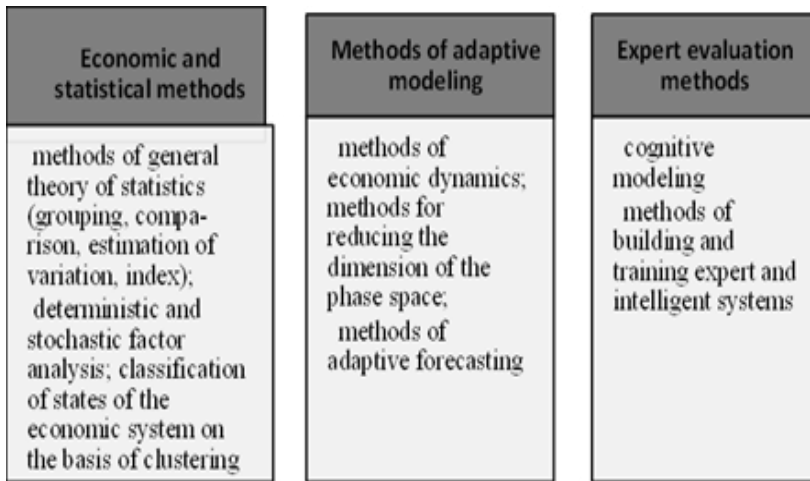 Economic and
statistical methods
methods of general
theory of statistics
(grouping, compa-
rison, estimation of
variation, index);
deterministic and
stochastic factor
analysis; classification
of states of the
economic system on
the basis of clustering
Methods of adaptive
modeling
methods of
economic dynamics;
methods for
reducing the
dimension of the
phase space;
methods of
adaptive forecasting
Expert evaluation
methods
cognitive
modeling
methods of
building and
training expert and
intelligent systems